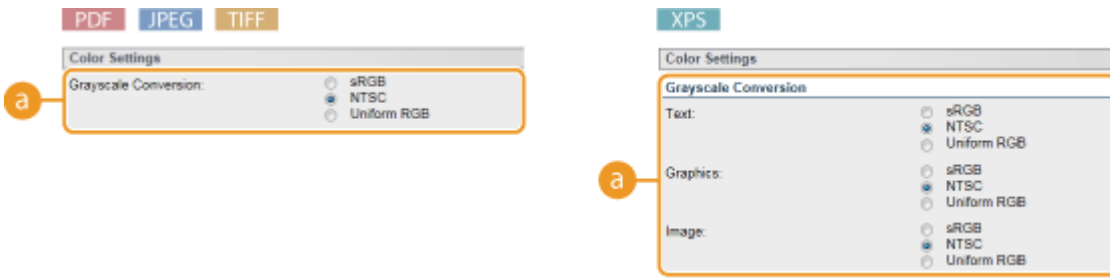 PDF JPEG TIFF
Color Settings
a
Grayscale Conversion:
sRGB
NTSC
Uniform RGB
XPS
Color Settings
a
Grayscale Conversion
Text:
sRGB
NTSC
Uniform RGB
Graphics:
sRGB
NTSC
Uniform RGB
Image:
sRGB
NTSC
Uniform RGB